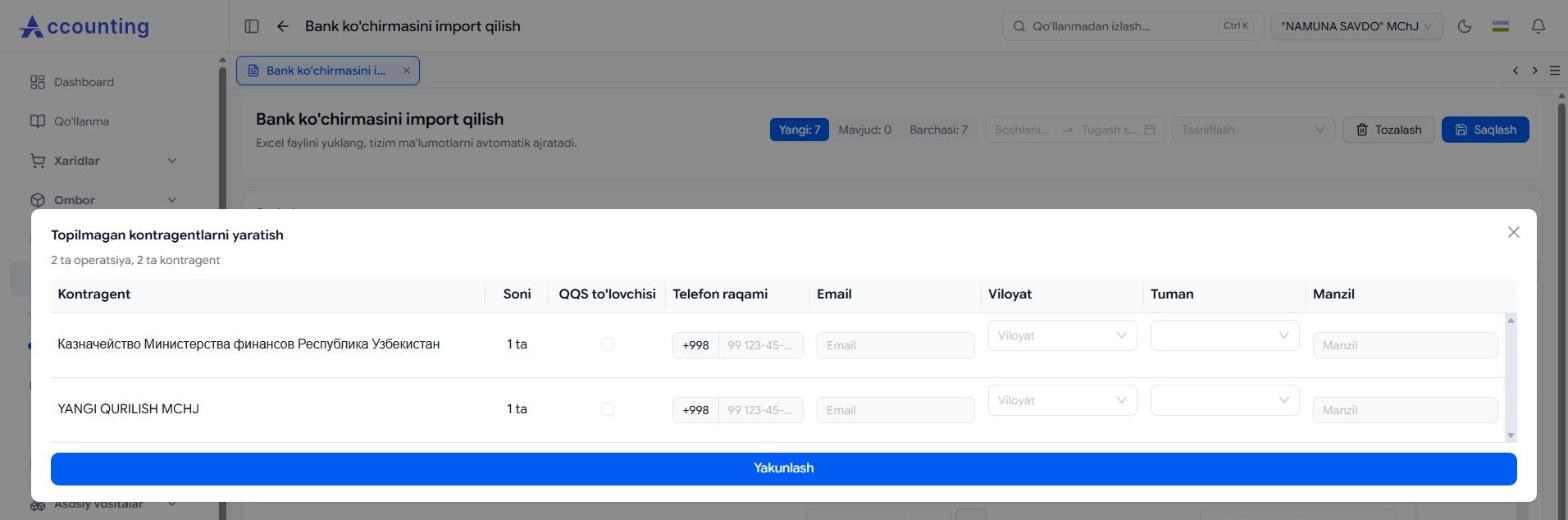 Accounting
Bank ko'chirmasini import qilish
Qo'llanmadan izlash...
Ctrl K
"NAMUNA SAVDO" MChJ
Dashboard
Qo'llanma
Xaridlar
Ombor
Bank ko'chirmasini i...
Bank ko'chirmasini import qilish
Excel faylini yuklang, tizim ma'lumotlarni avtomatik ajratadi.
Yangi: 7
Mavjud: 0
Barchasi: 7
Boshlani...
Tugash s...
Tasniflash
Tozalash
Saqlash
Topilmagan kontragentlarni yaratish
2 ta operatsiya, 2 ta kontragent
Kontragent
Soni
QQS to'lovchisi
Telefon raqami
Email
Viloyat
Tuman
Manzil
Казначейство Министерства финансов Республика Узбекистан
1 ta
+998
99 123-45-...
Email
Viloyat
Manzil
YANGI QURILISH MCHJ
1 ta
+998
99 123-45-...
Email
Viloyat
Manzil
Yakunlash
Asosiy vositalar